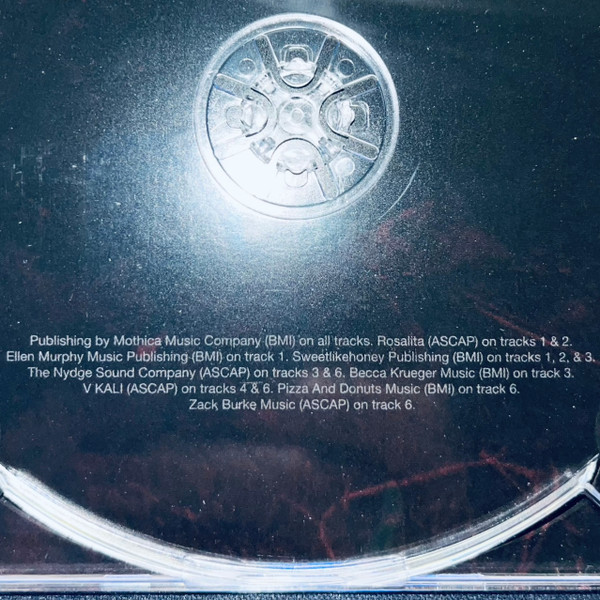 Publishing by Mothica Music Company (BMI) on all tracks. Rosalita (ASCAP) on tracks 1 & 2.
Ellen Murphy Music Publishing (BMI) on track 1. Sweetlikehoney Publishing (BMI) on tracks 1, 2, & 3.
The Nydge Sound Company (ASCAP) on tracks 3 & 6. Becca Krueger Music (BMI) on track 3.
V KALI (ASCAP) on tracks 4 & 6. Pizza And Donuts Music (BMI) on track 6.
Zack Burke Music (ASCAP) on track 6.